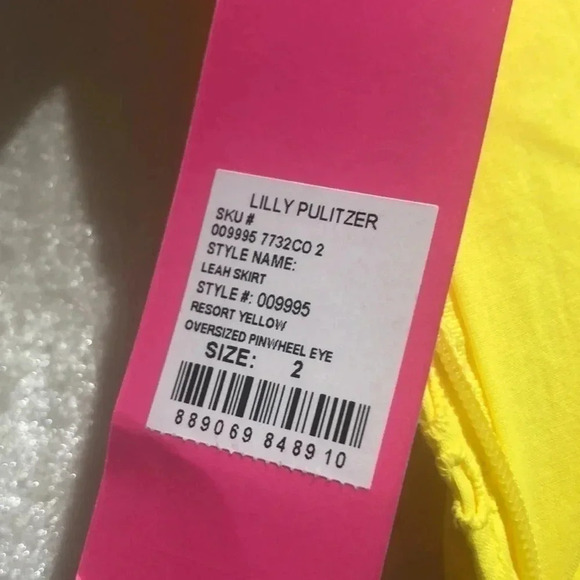 LILLY PULITZER
SKU #
009995 7732CO 2
STYLE NAME:
LEAH SKIRT
STYLE #: 009995
RESORT YELLOW
OVERSIZED PINWHEEL EYE
SIZE: 2
889069 848910